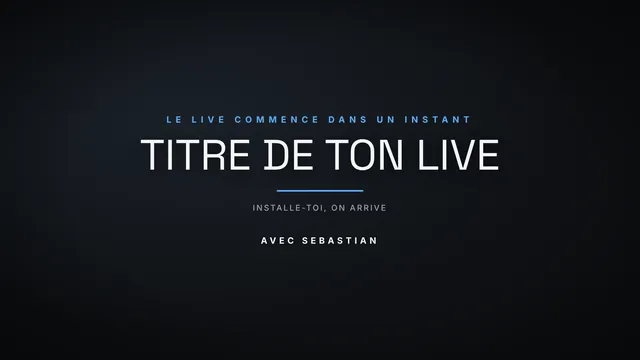 LE LIVE COMMENCE DANS UN INSTANT
TITRE DE TON LIVE
INSTALLE-TOI, ON ARRIVE
AVEC SEBASTIAN